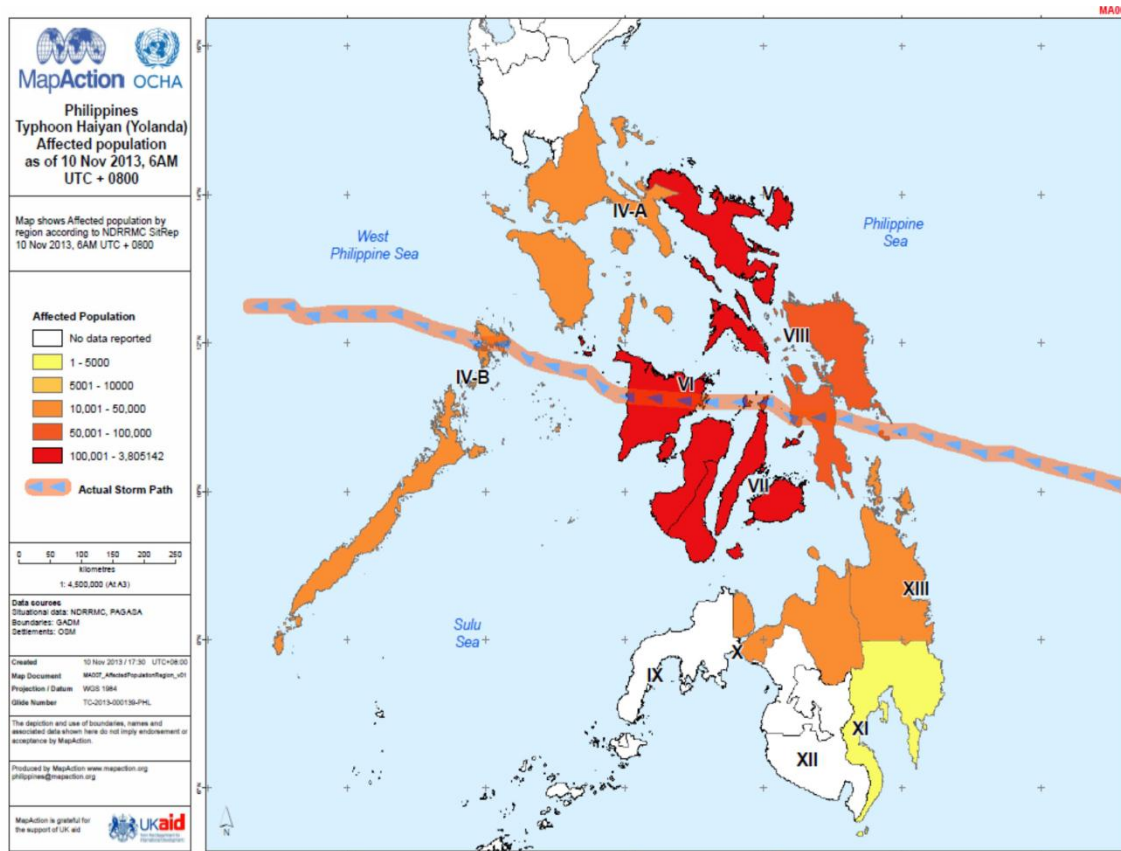 MA00
MapAction OCHA
Philippines
Typhoon Haiyan (Yolanda)
Affected population
as of 10 Nov 2013, 6AM
UTC + 0800
Map shows Affected population by
region according to NDRRMC SitRep
10 Nov 2013, 6AM UTC + 0800
Affected Population
No data reported
1 - 5000
5001 - 10000
10,001 - 50,000
50,001 - 100,000
100,001 - 3,805142
Actual Storm Path
0 50 100 150 200 250
kilometres
1: 4,500,000 (At A3)
Data sources
Situational data: NDRRMC, PAGASA
Boundaries: GADM
Settlements: OSM
Created 10 Nov 2013 / 17:30 UTC+08:00
Map Document MA007_AffectedPopulationRegion_v01
Projection / Datum WGS 1984
Glide Number TC-2013-000139-PHL
The depiction and use of boundaries, names and
associated data shown here do not imply endorsement or
acceptance by MapAction.
Produced by MapAction www.mapaction.org
philippines@mapaction.org
MapAction is grateful for
the support of UK aid
UKaid
16°N
14°N
12°N
10°N
8°N
6°N
West
Philippine Sea
Philippine
Sea
Sulu
Sea
IV-A
V
VIII
IV-B
VI
VII
XIII
X
IX
XI
XII
N